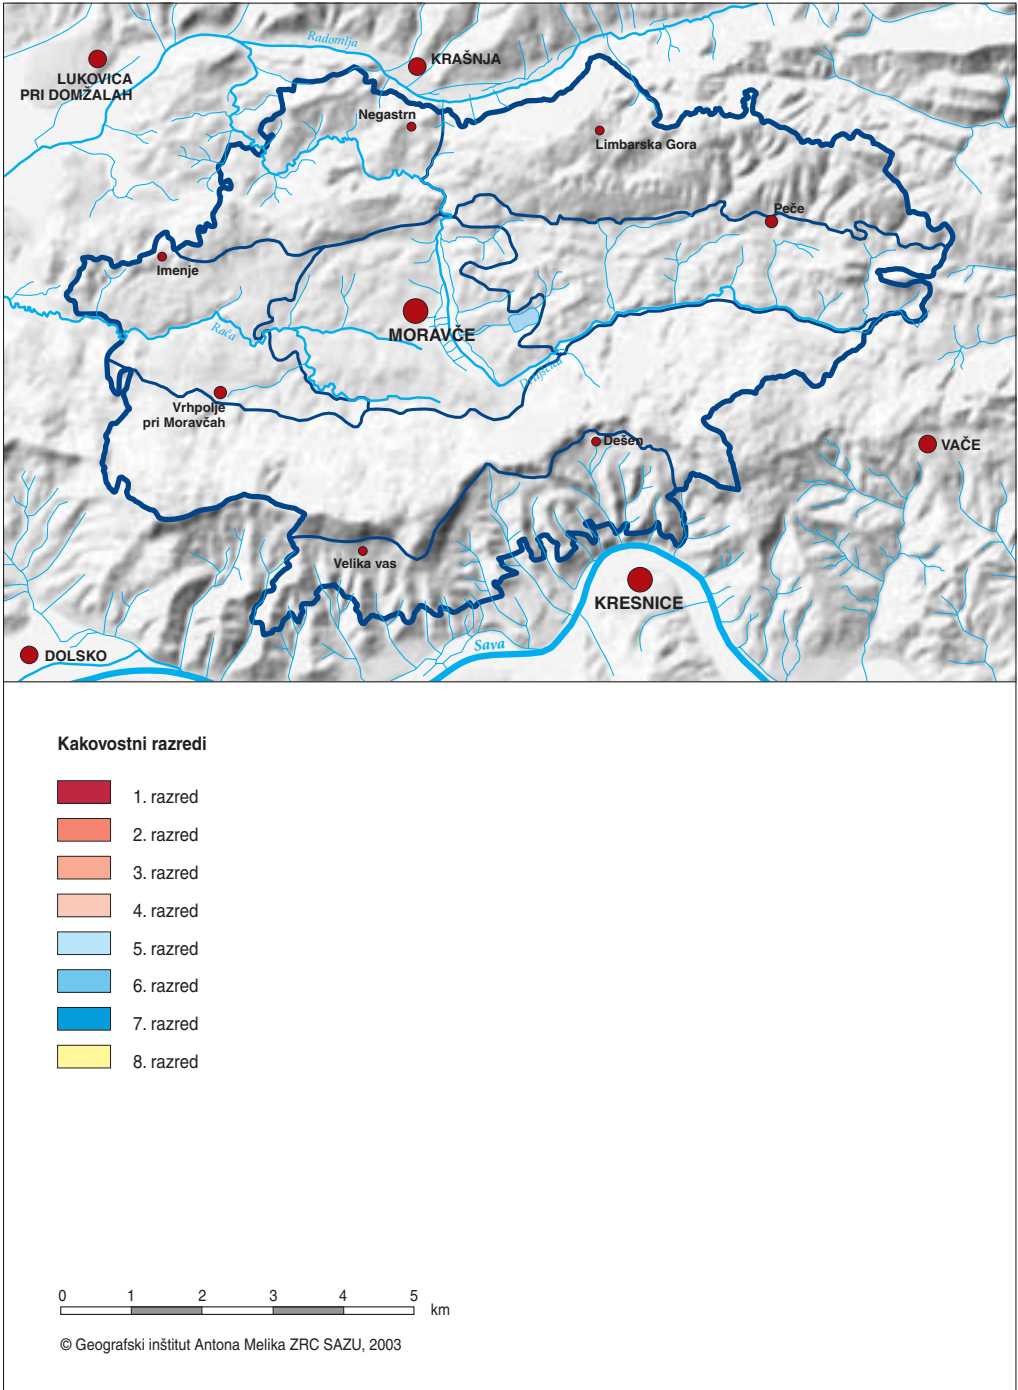 Radomlja
KRAŠNJA
LUKOVICA
PRI DOMŽALAH
Negastrn
Limbarska Gora
Peče
Imenje
Rača
MORAVČE
Drtijščica
Vrhpolje
pri Moravčah
Dešen
VAČE
Velika vas
KRESNICE
Sava
DOLSKO
Kakovostni razredi
1. razred
2. razred
3. razred
4. razred
5. razred
6. razred
7. razred
8. razred
0 1 2 3 4 5 km
© Geografski inštitut Antona Melika ZRC SAZU, 2003